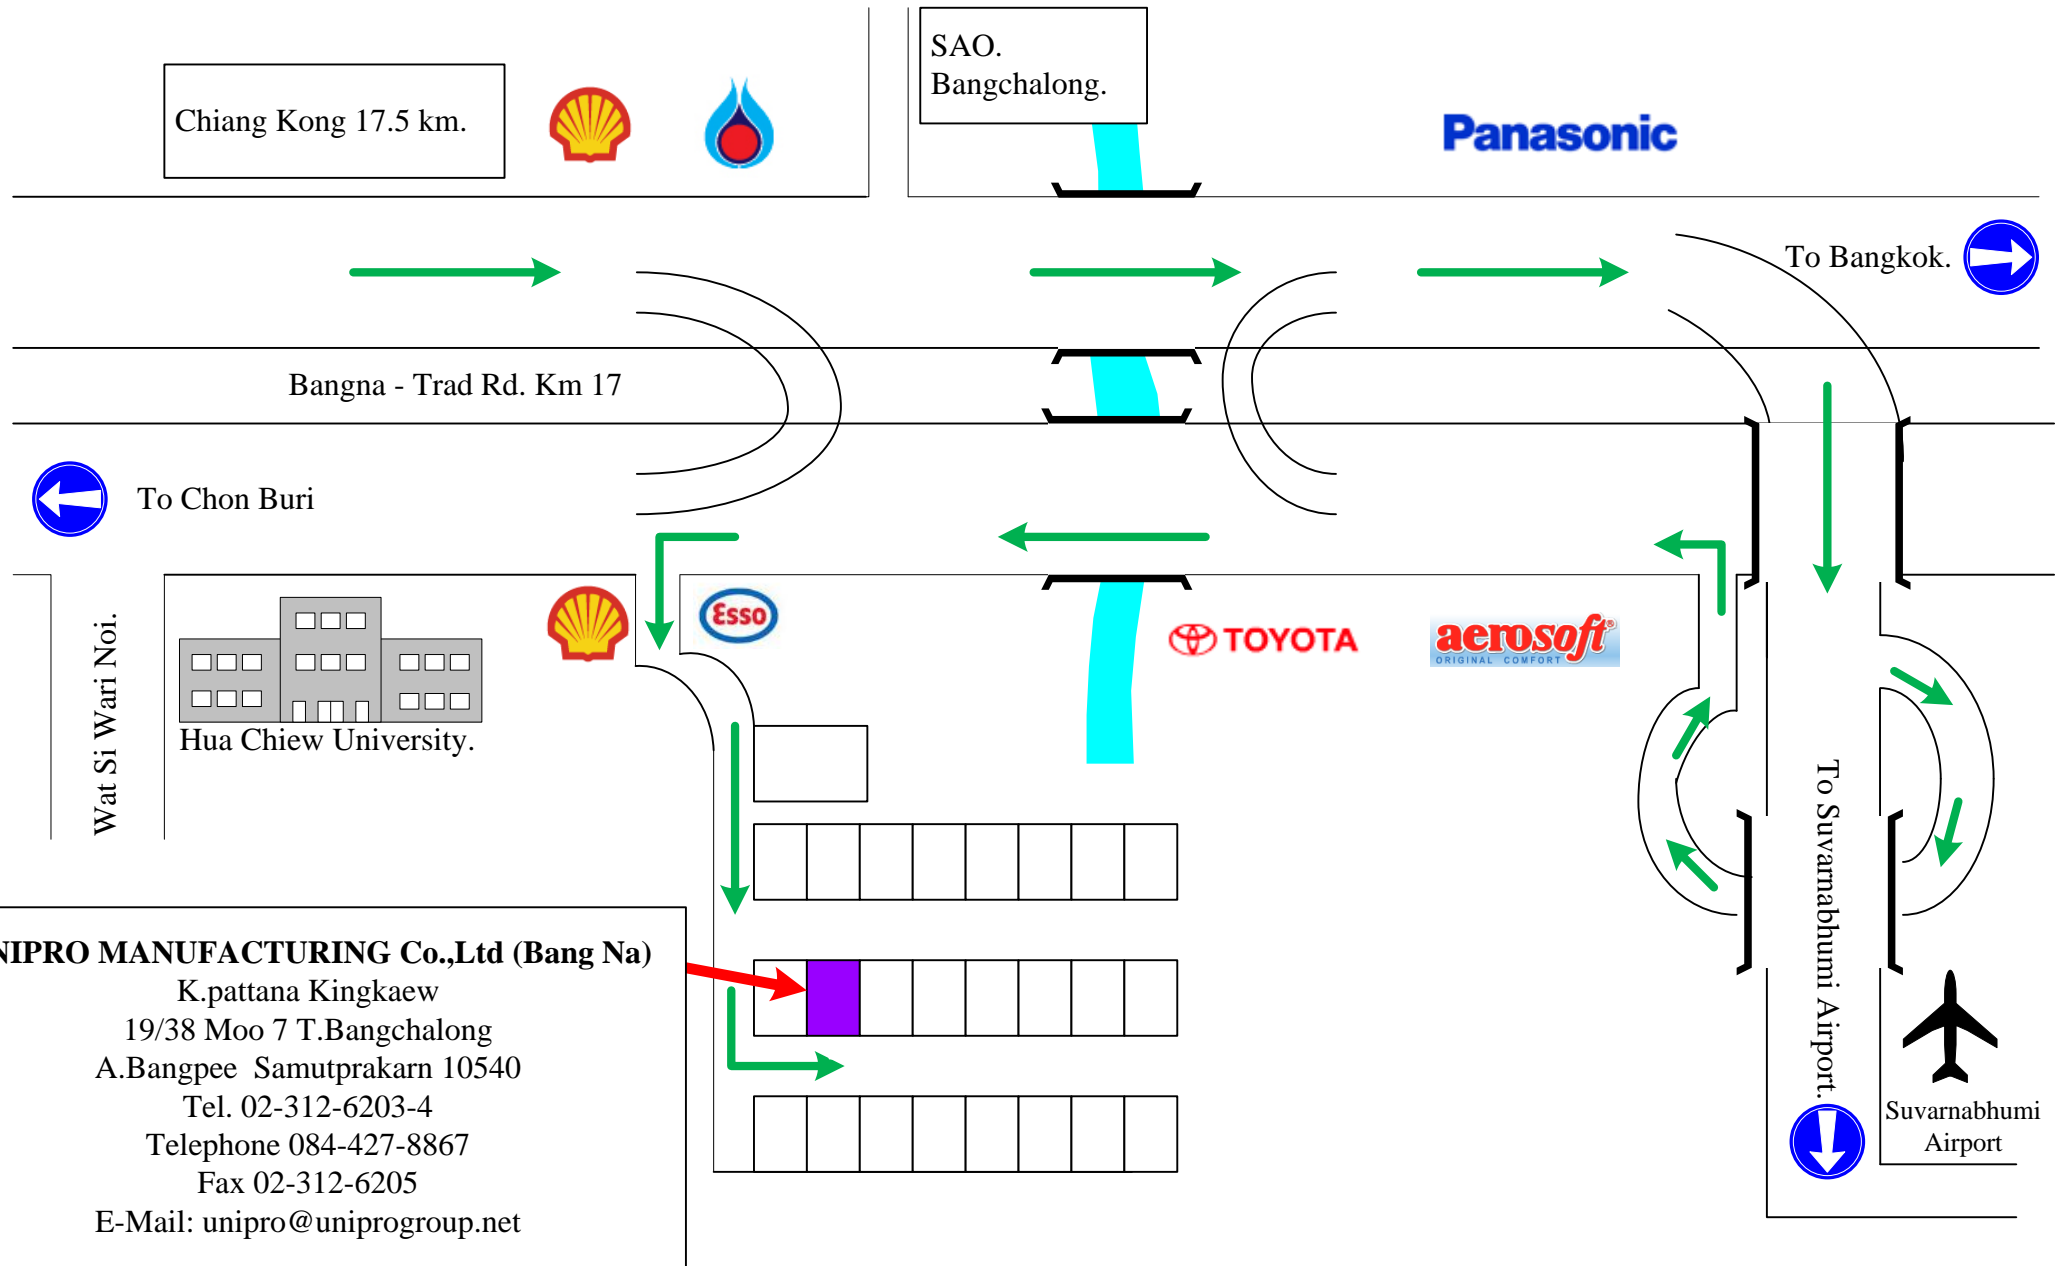 SAO.
Bangchalong.
Chiang Kong 17.5 km.
Panasonic
To Bangkok.
Bangna - Trad Rd. Km 17
To Chon Buri
Esso
TOYOTA
aerosoft®
ORIGINAL COMFORT
Wat Si Wari Noi.
Hua Chiew University.
To Suvarnabhumi Airport.
Suvarnabhumi
Airport
NIPRO MANUFACTURING Co.,Ltd (Bang Na)
K.pattana Kingkaew
19/38 Moo 7 T.Bangchalong
A.Bangpee Samutprakarn 10540
Tel. 02-312-6203-4
Telephone 084-427-8867
Fax 02-312-6205
E-Mail: unipro@uniprogroup.net